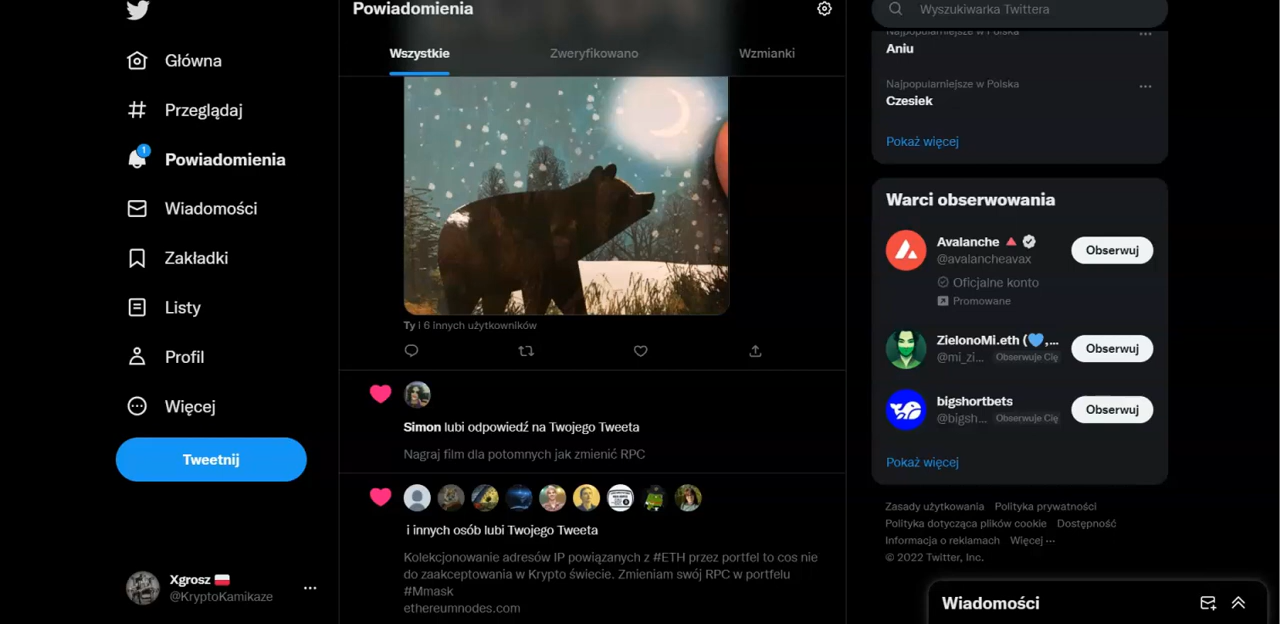 Główna
Przeglądaj
1
Powiadomienia
Wiadomości
Zakładki
Listy
Profil
Więcej
Tweetnij
Xgrosz
@KryptoKamikaze
Powiadomienia
Wszystkie
Zweryfikowano
Wzmianki
Ty i 6 innych użytkowników
Simon lubi odpowiedź na Twojego Tweeta
Nagraj film dla potomnych jak zmienić RPC
i innych osób lubi Twojego Tweeta
Kolekcjonowanie adresów IP powiązanych z #ETH przez portfel to cos nie
do zaakceptowania w Krypto świecie. Zmieniam swój RPC w portfelu
#Mmask
ethereumnodes.com
Wyszukiwarka Twittera
Najpopularniejsze w Polska
Aniu
Najpopularniejsze w Polska
Czesiek
Pokaż więcej
Warci obserwowania
Avalanche
@avalancheavax
Obserwuj
Oficjalne konto
Promowane
ZielonoMi.eth (💙,...
@mi_zi... Obserwuje Cię
Obserwuj
bigshortbets
@bigsh... Obserwuje Cię
Obserwuj
Pokaż więcej
Zasady użytkowania Polityka prywatności
Polityka dotycząca plików cookie Dostępność
Informacja o reklamach Więcej ...
© 2022 Twitter, Inc.
Wiadomości